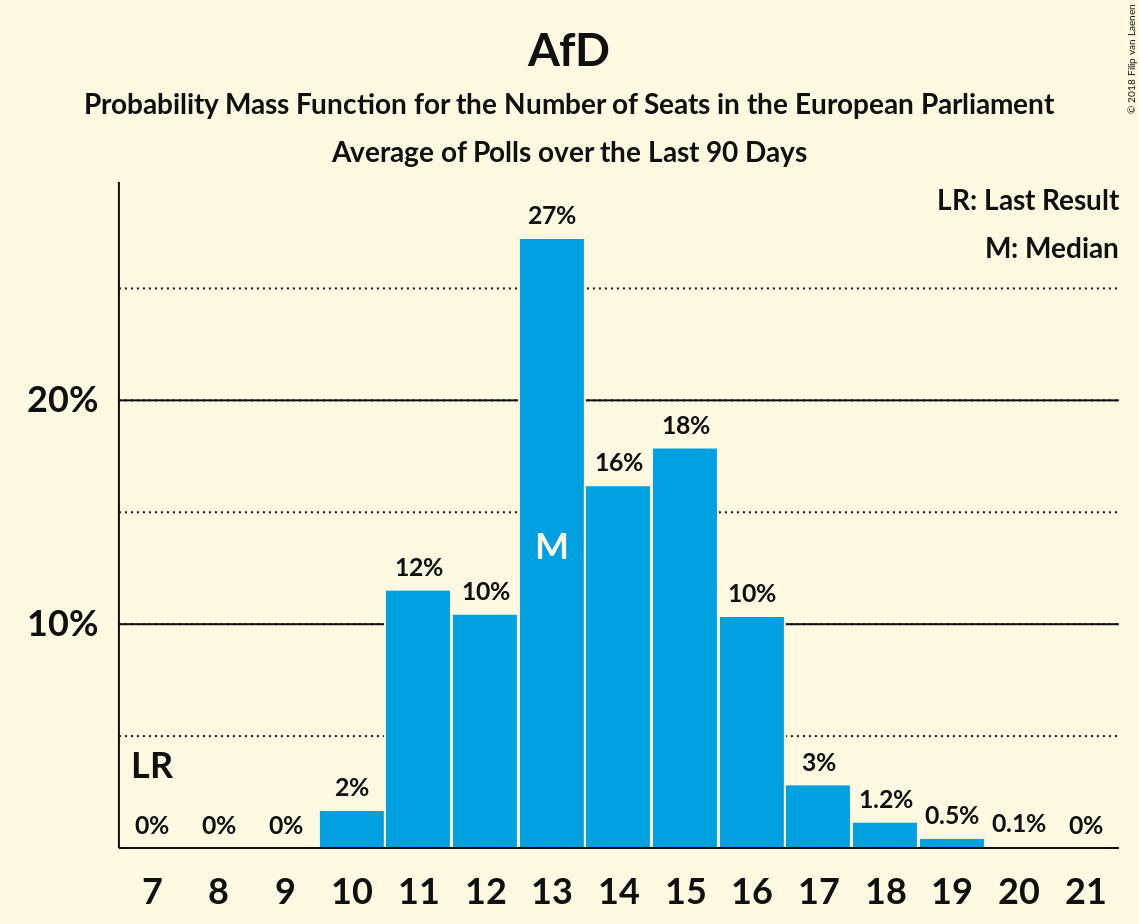 AfD
Probability Mass Function for the Number of Seats in the European Parliament
Average of Polls over the Last 90 Days
© 2018 Filip van Laenen
LR: Last Result
M: Median
27%
20%
18%
16%
M
12%
10%
10%
10%
LR
2%
3%
1.2%
0.5%
0.1%
0%
0%
0%
0%
7 8 9 10 11 12 13 14 15 16 17 18 19 20 21